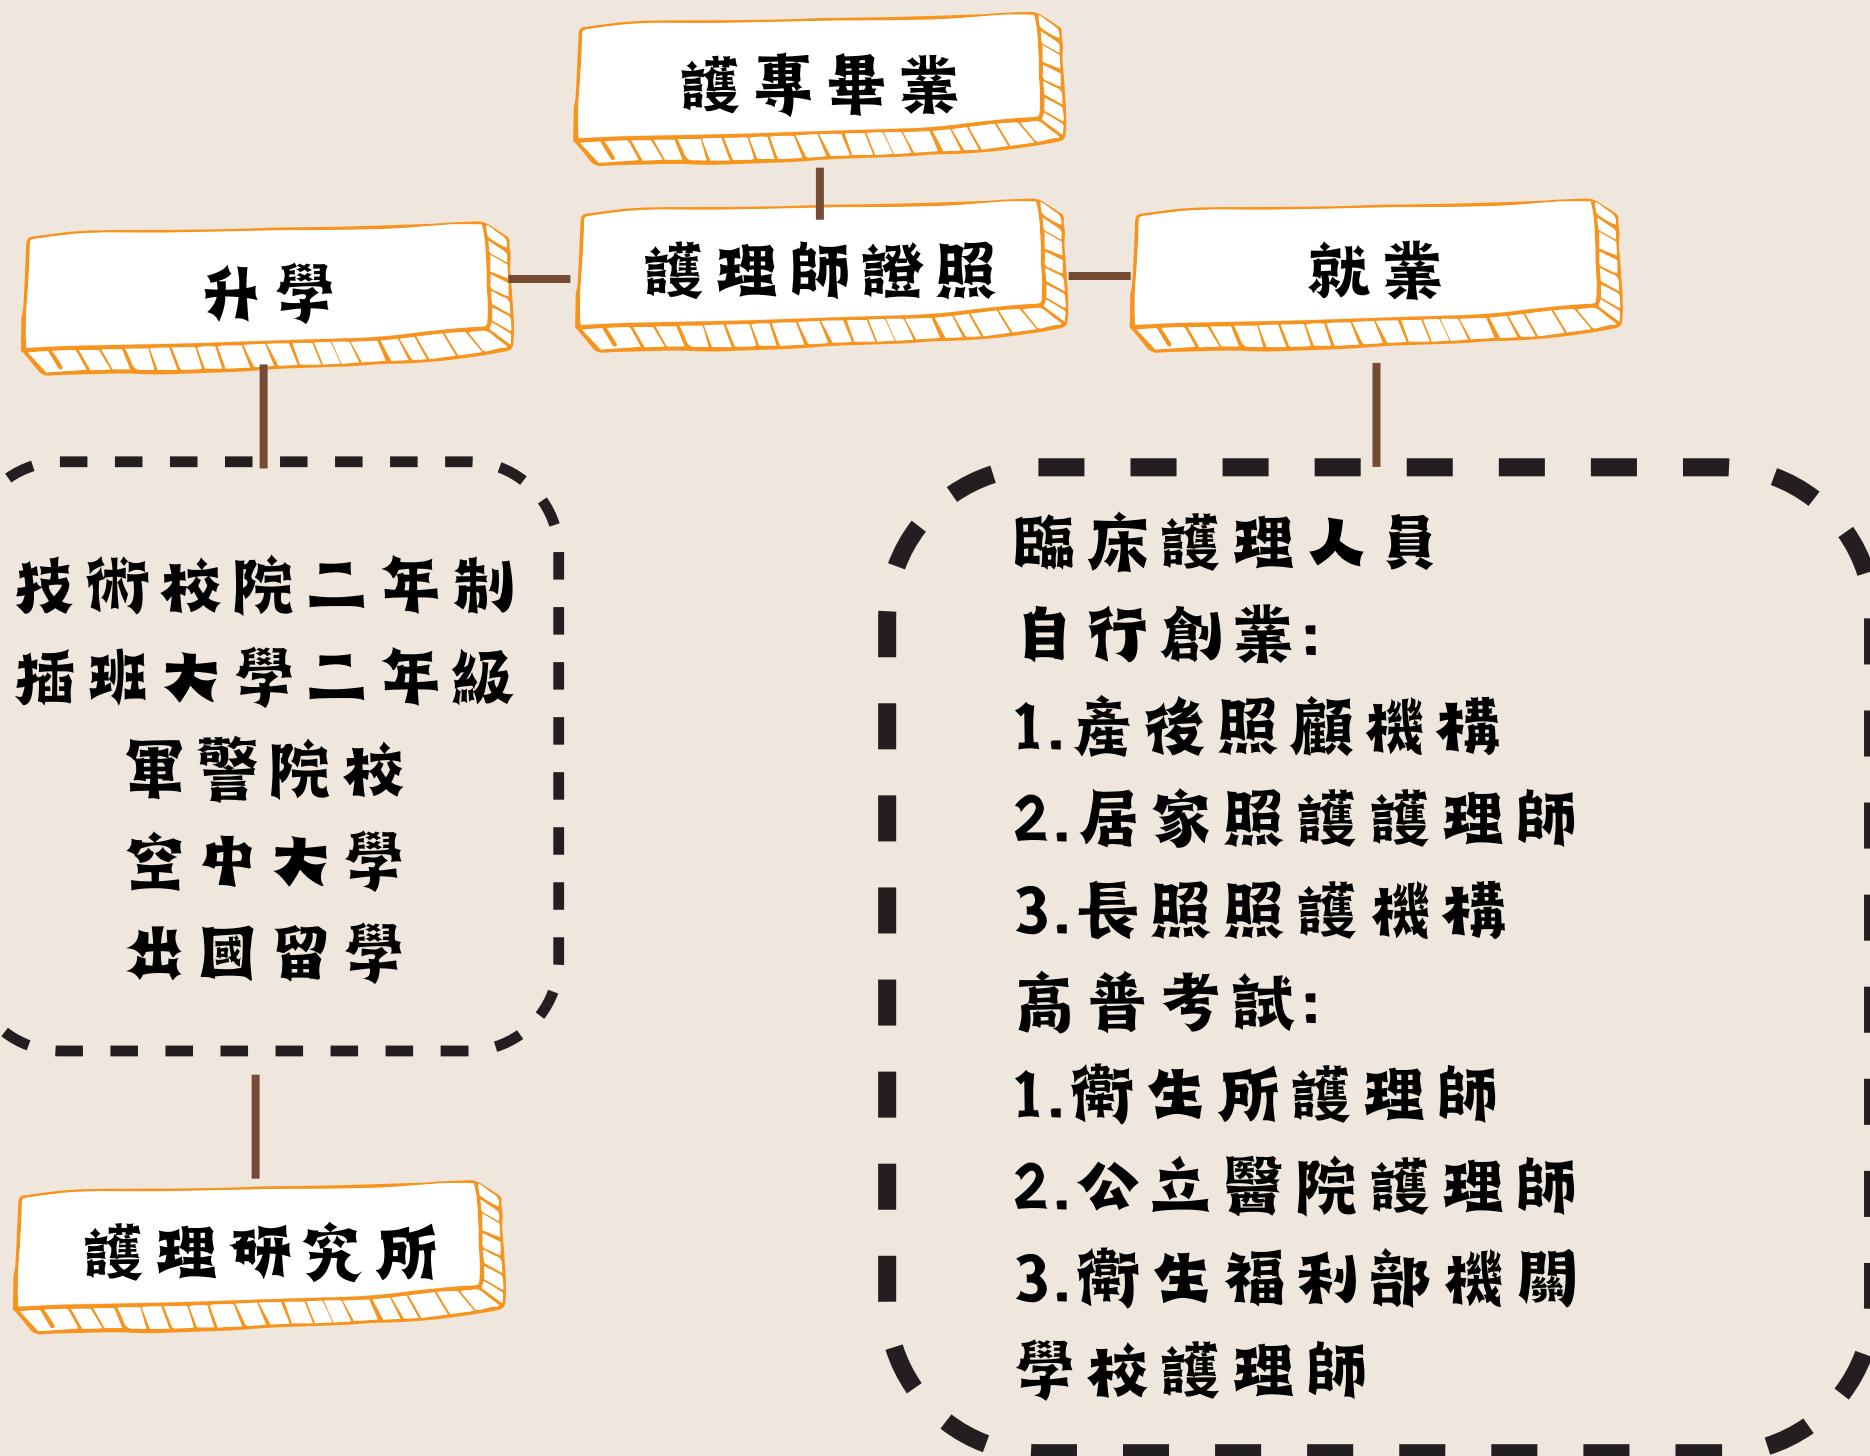 護專畢業
升學
護理師證照
就業
技術校院二年制
插班大學二年級
軍警院校
空中大學
出國留學
護理研究所
臨床護理人員
自行創業:
1.產後照顧機構
2.居家照護護理師
3.長照照護機構
高普考試:
1.衛生所護理師
2.公立醫院護理師
3.衛生福利部機關
學校護理師